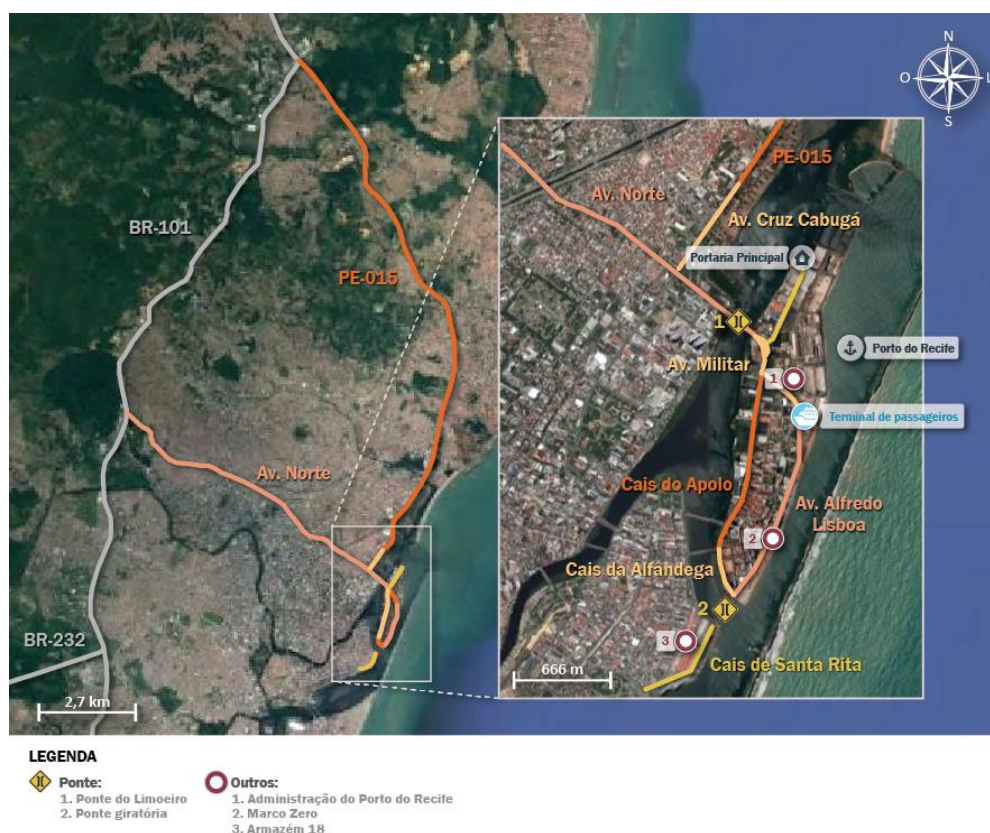 N
O
L
S
BR-101
PE-015
Av. Norte
BR-232
2,7 km
PE-015
Av. Norte
Av. Cruz Cabugá
Portaria Principal
1
Av. Militar
Porto do Recife
1
Terminal de passageiros
Cais do Apolo
Av. Alfredo
Lisboa
2
Cais da Alfândega
2
3
Cais de Santa Rita
666 m
LEGENDA
Ponte:
1. Ponte do Limoeiro
2. Ponte giratória
Outros:
1. Administração do Porto do Recife
2. Marco Zero
3. Armazém 18